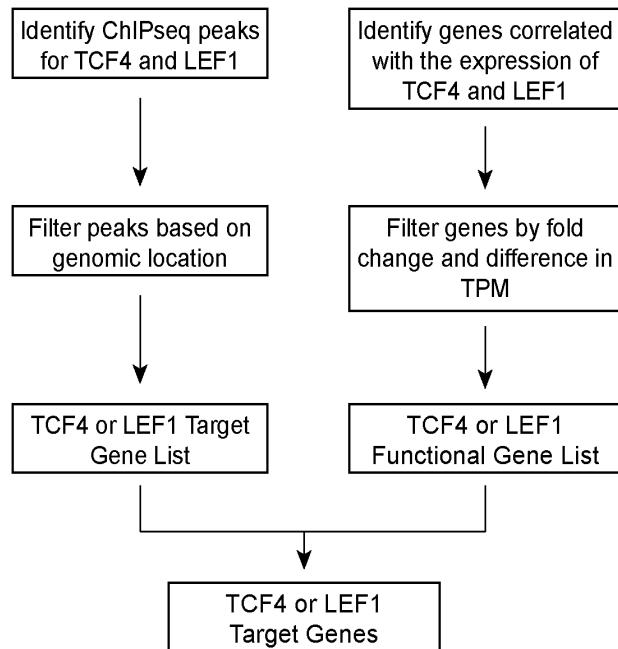 Identify ChIPseq peaks
for TCF4 and LEF1
Identify genes correlated
with the expression of
TCF4 and LEF1
Filter peaks based on
genomic location
Filter genes by fold
change and difference in
TPM
TCF4 or LEF1 Target
Gene List
TCF4 or LEF1
Functional Gene List
TCF4 or LEF1
Target Genes